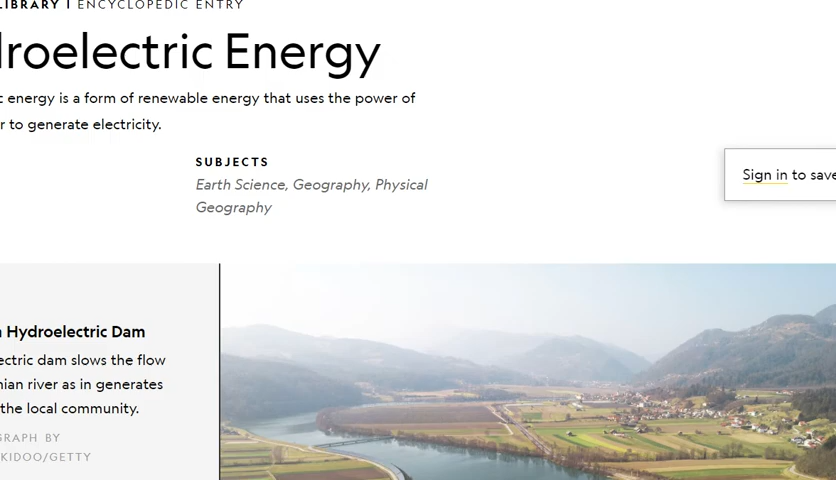 LIBRARY | ENCYCLOPEDIC ENTRY
droelectric Energy
energy is a form of renewable energy that uses the power of
r to generate electricity.
SUBJECTS
Earth Science, Geography, Physical
Geography
Sign in to save
Hydroelectric Dam
ectric dam slows the flow
nian river as in generates
the local community.
GRAPH BY
KIDOO/GETTY